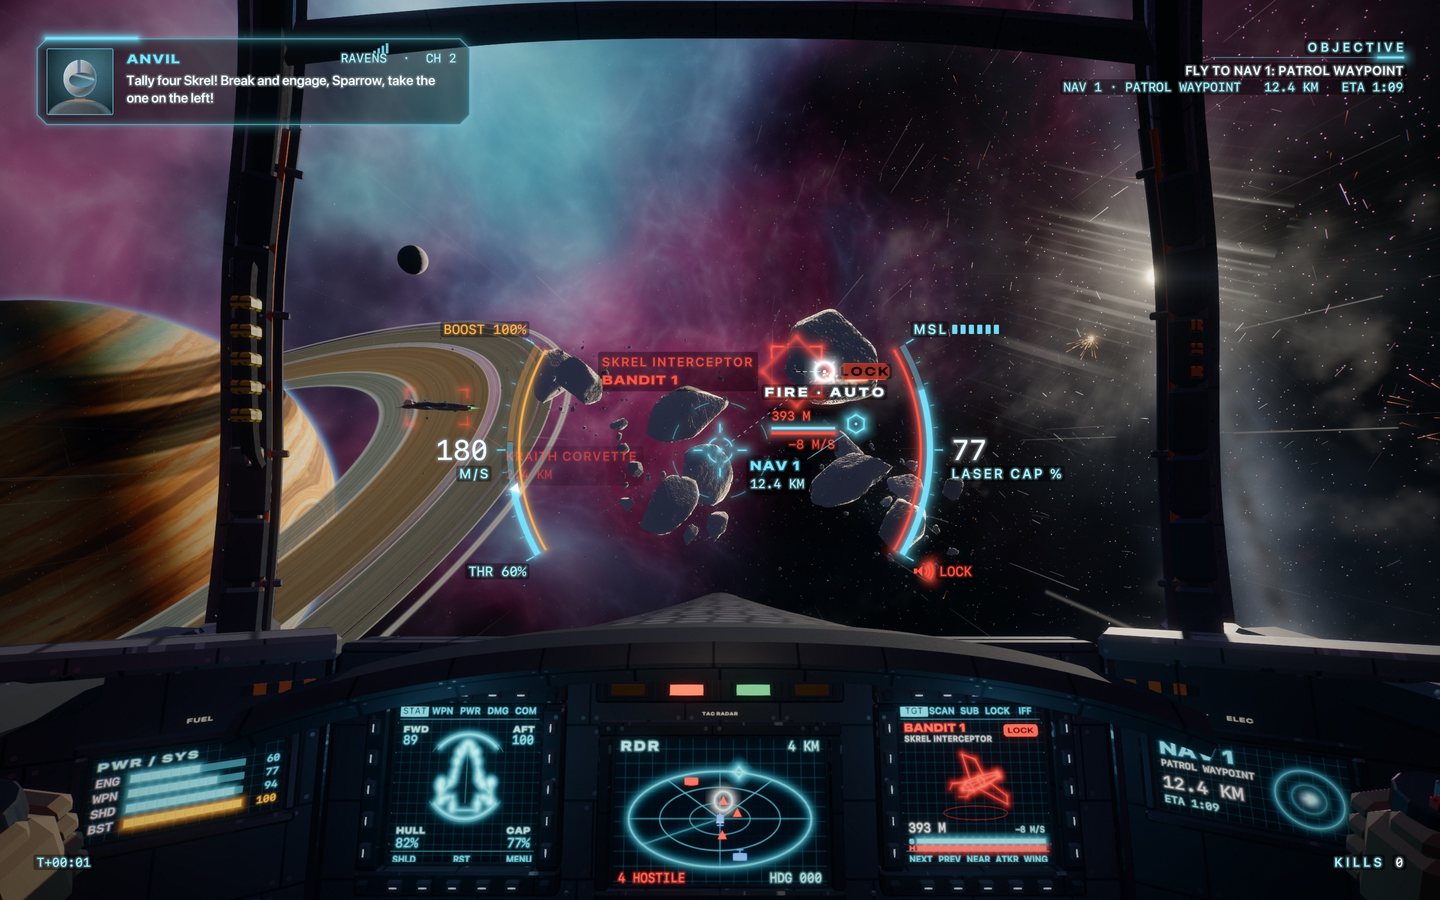 ANVIL
RAVENS · CH 2
Tally four Skrel! Break and engage, Sparrow, take the
one on the left!
OBJECTIVE
FLY TO NAV 1: PATROL WAYPOINT
NAV 1 · PATROL WAYPOINT 12.4 KM ETA 1:09
BOOST 100%
MSL
SKREL INTERCEPTOR
BANDIT 1
LOCK
FIRE · AUTO
393 M
-8 M/S
180
M/S
CORVETTE
KM
NAV 1
12.4 KM
77
LASER CAP %
THR 60%
LOCK
FUEL
PWR / SYS
ENG 60
WPN 77
SHD 94
BST 100
STAT WPN PWR DMG COM
FWD
89
AFT
100
HULL
82%
CAP
77%
SHLD RST MENU
TAC RADAR
RDR 4 KM
4 HOSTILE HDG 000
TGT SCAN SUB LOCK IFF
BANDIT 1
SKREL INTERCEPTOR
LOCK
393 M -8 M/S
NEXT PREV NEAR ATKR WING
ELEC
NAV 1
PATROL WAYPOINT
12.4 KM
ETA 1:09
T+00:01
KILLS 0